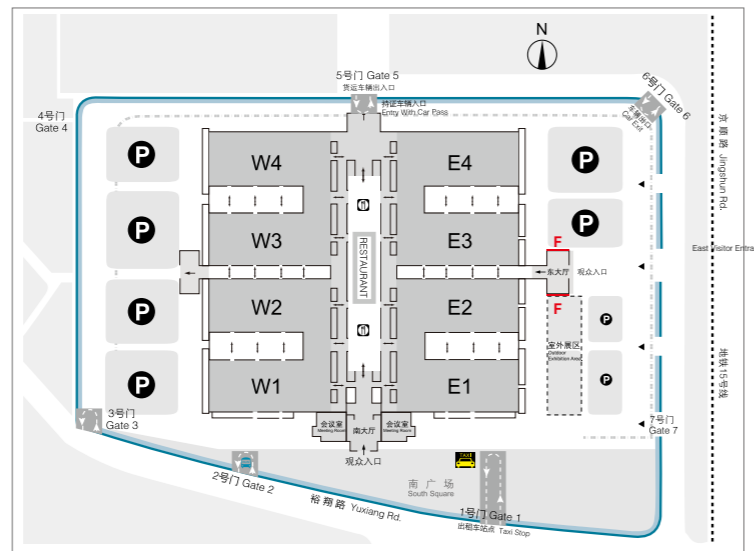 N
5号门 Gate 5
货运车辆出入口
持证车辆入口
Entry With Car Pass
6号门 Gate 6
车辆出口
Car Exit
4号门
Gate 4
京顺路 Jingshun Rd.
P
P
P
P
P
P
P
P
W4
E4
W3
E3
RESTAURANT
F
东大厅
观众入口
East Visitor Entra
F
W2
E2
室外展区
Outdoor
Exhibition Area
地铁15号线
W1
E1
3号门
Gate 3
会议室
Meeting Room
南大厅
会议室
Meeting Room
观众入口
7号门
Gate 7
2号门 Gate 2
TAXI
南广场
South Square
裕翔路 Yuxiang Rd.
1号门 Gate 1
出租车站点 Taxi Stop